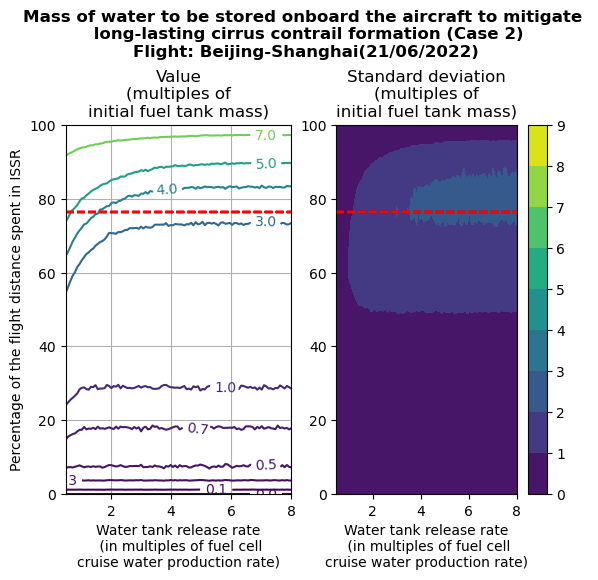 Mass of water to be stored onboard the aircraft to mitigate
long-lasting cirrus contrail formation (Case 2)
Flight: Beijing-Shanghai(21/06/2022)
Value
(multiples of
initial fuel tank mass)
Standard deviation
(multiples of
initial fuel tank mass)
Percentage of the flight distance spent in ISSR
100
80
60
40
20
0
7.0
5.0
4.0
3.0
1.0
0.7
0.5
3
0.1
2
4
6
8
Water tank release rate
(in multiples of fuel cell
cruise water production rate)
100
80
60
40
20
0
2
4
6
8
Water tank release rate
(in multiples of fuel cell
cruise water production rate)
9
8
7
6
5
4
3
2
1
0